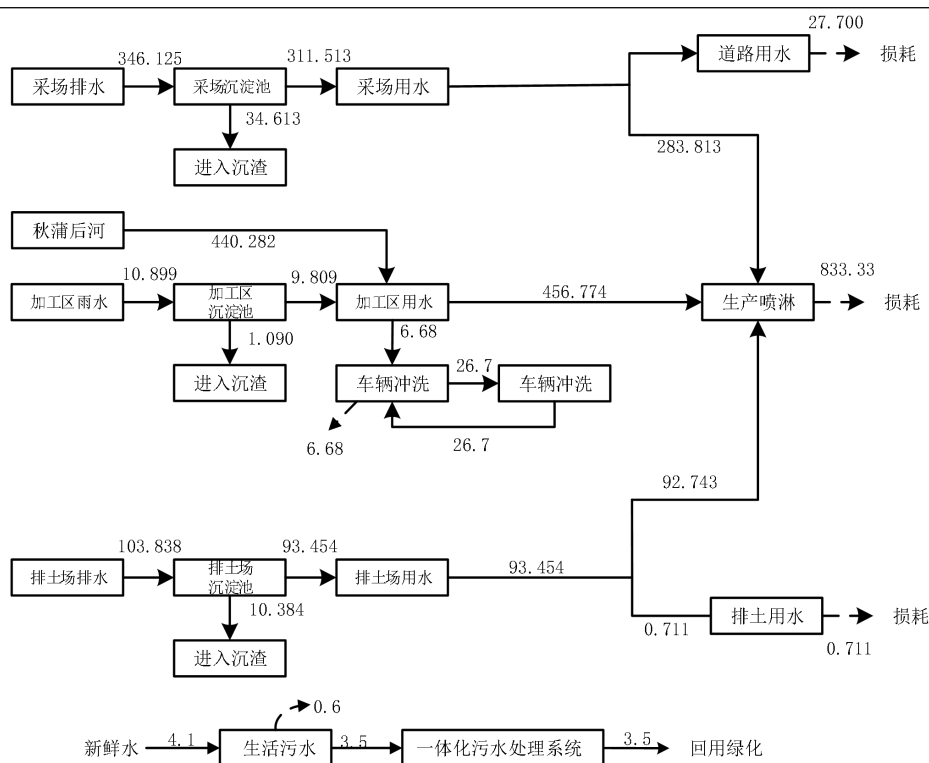 27.700
346.125
311.513
道路用水
损耗
采场排水
采场沉淀池
采场用水
34.613
283.813
进入沉渣
秋蒲后河
440.282
10.899
9.809
833.33
加工区雨水
加工区
沉淀池
加工区用水
456.774
生产喷淋
损耗
1.090
6.68
进入沉渣
车辆冲洗
26.7
车辆冲洗
6.68
26.7
92.743
103.838
93.454
排土场排水
排土场
沉淀池
排土场用水
93.454
10.384
排土用水
损耗
0.711
0.711
进入沉渣
0.6
新鲜水
4.1
生活污水
3.5
一体化污水处理系统
3.5
回用绿化